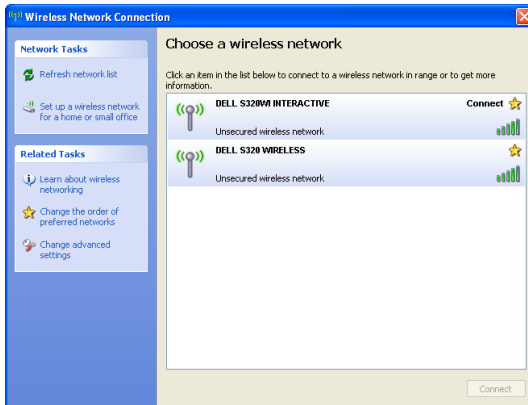 Wireless Network Connection
Network Tasks
Refresh network list
Set up a wireless network
for a home or small office
Related Tasks
Learn about wireless
networking
Change the order of
preferred networks
Change advanced
settings
Choose a wireless network
Click an item in the list below to connect to a wireless network in range or to get more
information.
DELL S320WI INTERACTIVE Connect
Unsecured wireless network
DELL S320 WIRELESS
Unsecured wireless network
Connect